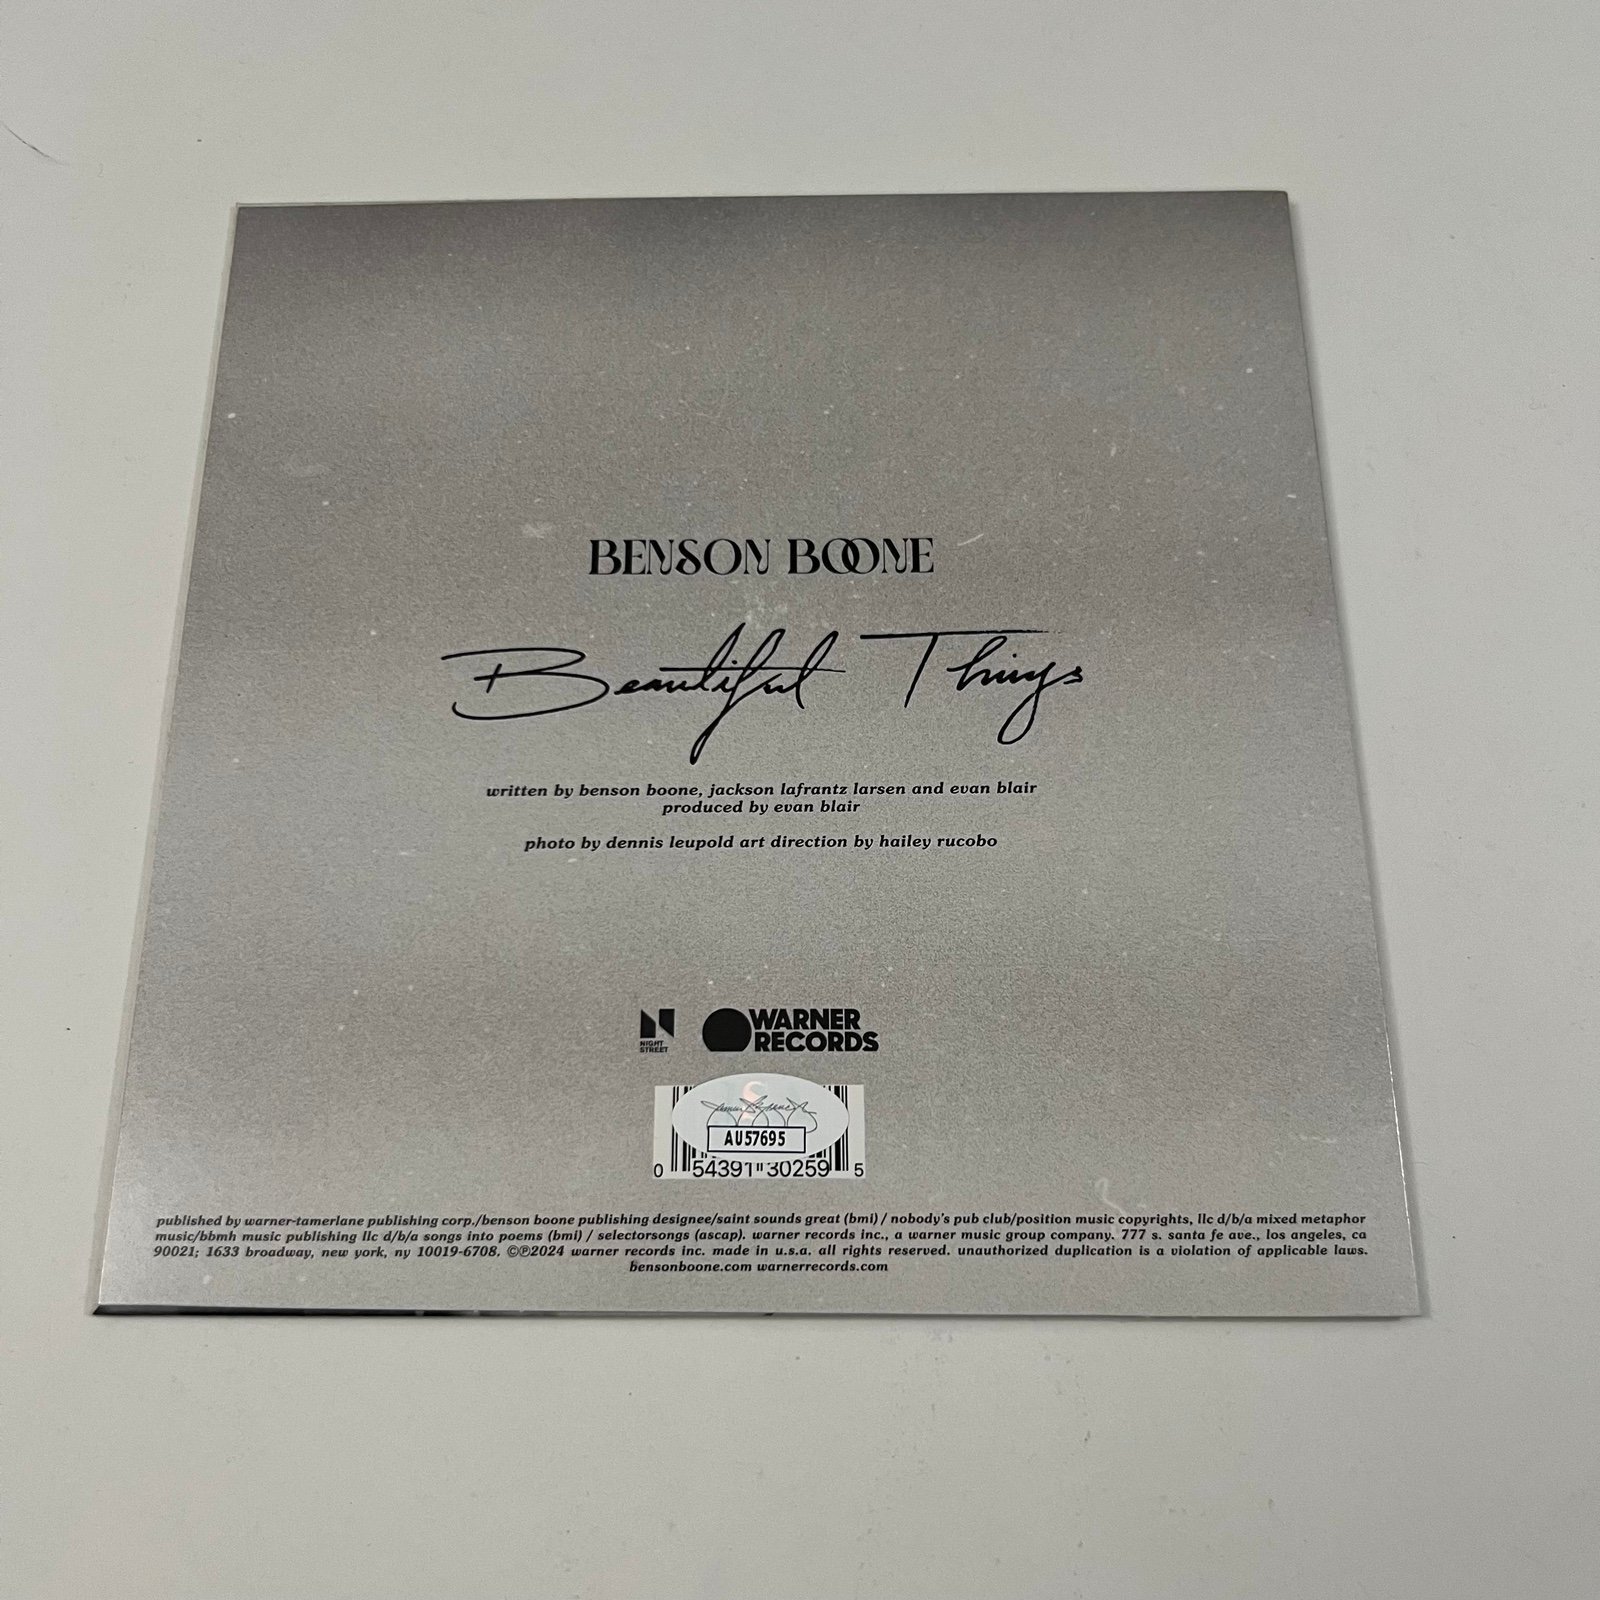 BENSON BOONE
Beautiful Things
written by benson boone, jackson lafrantz larsen and evan blair
produced by evan blair
photo by dennis leupold art direction by hailey rucobo
NIGHT
STREET
WARNER
RECORDS
AU57695
0 54391 30259 5
published by warner-tamerlane publishing corp./benson boone publishing designee/saint sounds great (bmi) / nobody's pub club/position music copyrights, llc d/b/a mixed metaphor
music/bbmh music publishing llc d/b/a songs into poems (bmi) / selectorsongs (ascap). warner records inc., a warner music group company. 777 s. santa fe ave., los angeles, ca
90021; 1633 broadway, new york, ny 10019-6708. ©℗2024 warner records inc. made in u.s.a. all rights reserved. unauthorized duplication is a violation of applicable laws.
bensonboone.com warnerrecords.com